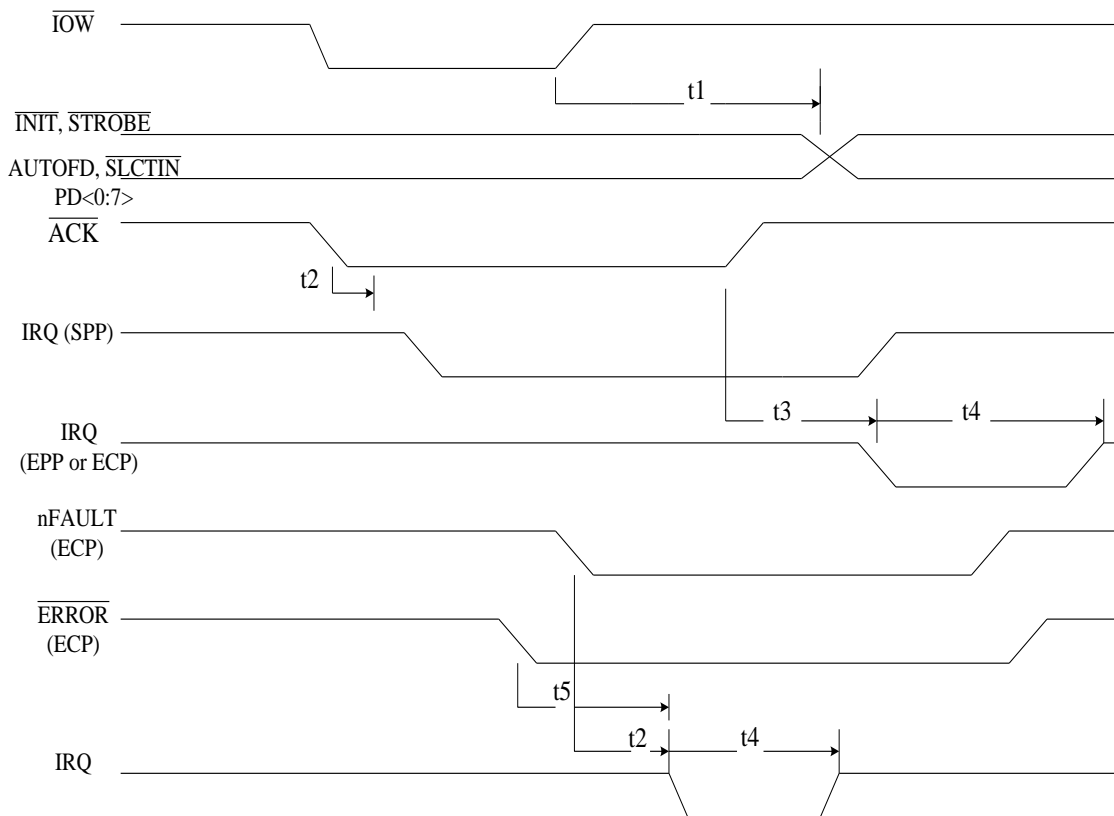 IOW
t1
INIT, STROBE
AUTOFD, SLCTIN
PD<0:7>
ACK
t2
IRQ (SPP)
t3
t4
IRQ
(EPP or ECP)
nFAULT
(ECP)
ERROR
(ECP)
t5
t2
t4
IRQ